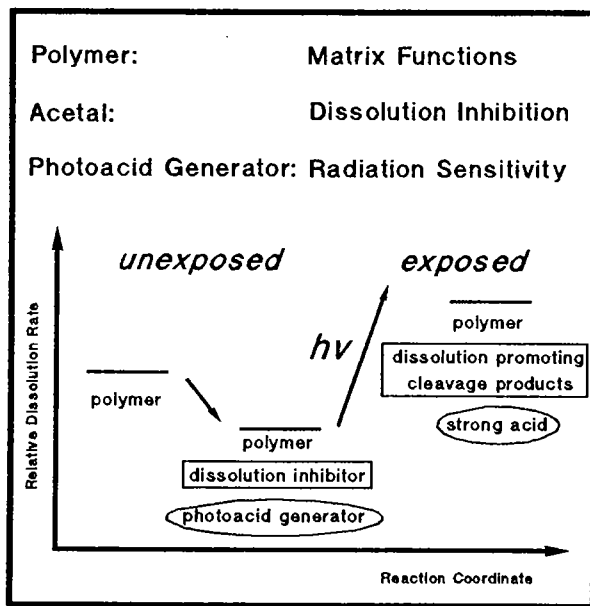 Polymer: Matrix Functions
Acetal: Dissolution Inhibition
Photoacid Generator: Radiation Sensitivity
unexposed
exposed
hv
Relative Dissolution Rate
polymer
polymer
dissolution inhibitor
photoacid generator
polymer
dissolution promoting
cleavage products
strong acid
Reaction Coordinate